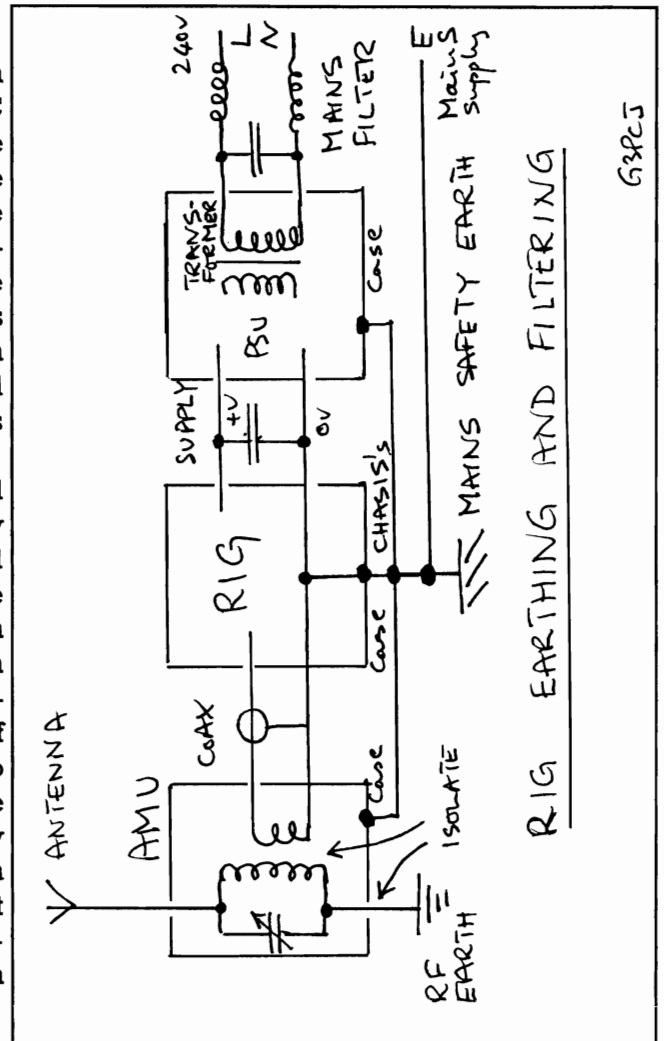 ANTENNA
AMU
COAX
RIG
SUPPLY
+V
0V
PSU
TRANS-
FORMER
240V
L
N
MAINS
FILTER
Case
Case
CHASIS's
Case
E
Mains
Supply
ISOLATE
RF
EARTH
MAINS SAFETY EARTH
RIG EARTHING AND FILTERING
G3PCJ